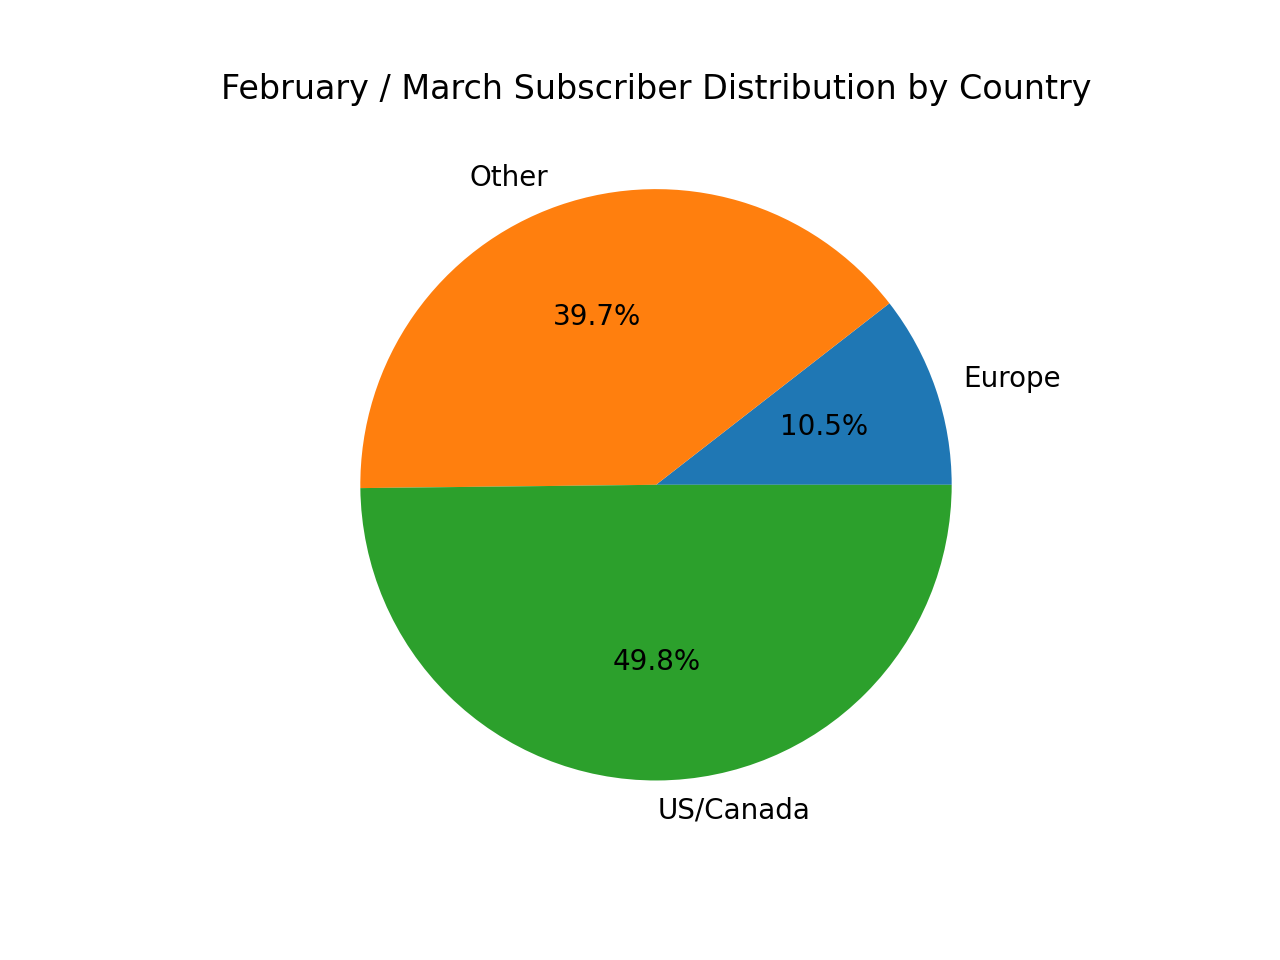 February / March Subscriber Distribution by Country
Other
39.7%
Europe
10.5%
49.8%
US/Canada